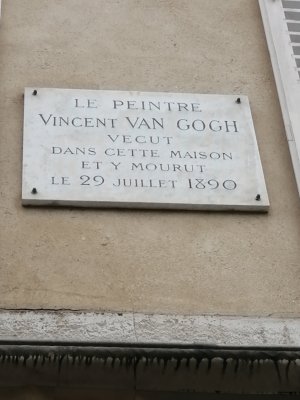 LE PEINTRE
VINCENT VAN GOGH
VECUT
DANS CETTE MAISON
ET Y MOURUT
LE 29 JUILLET 1890